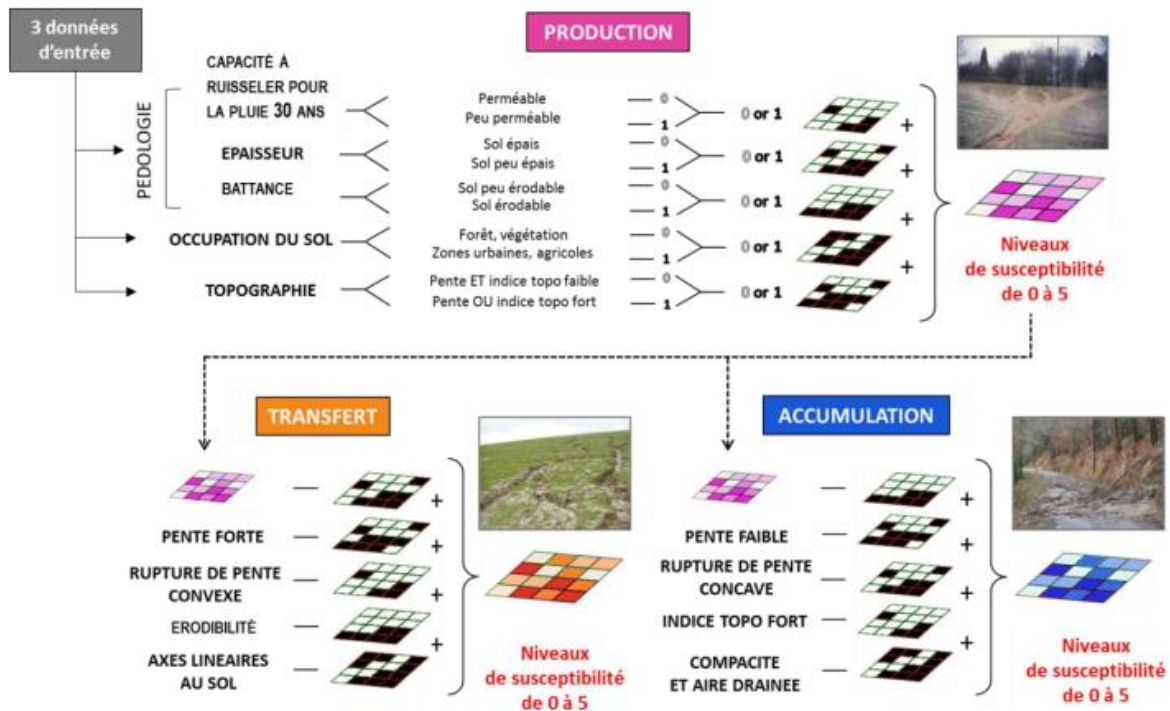 3 données
d'entrée
PRODUCTION
PEDOLOGIE
CAPACITÉ À
RUISSELER POUR
LA PLUIE 30 ANS
Perméable
0
Peu perméable
1
0 or 1
+
EPAISSEUR
Sol épais
0
Sol peu épais
1
0 or 1
+
BATTANCE
Sol peu érodable
0
Sol érodable
1
0 or 1
+
OCCUPATION DU SOL
Forêt, végétation
0
Zones urbaines, agricoles
1
0 or 1
+
TOPOGRAPHIE
Pente ET indice topo faible
0
Pente OU indice topo fort
1
0 or 1
Niveaux
de susceptibilité
de 0 à 5
TRANSFERT
+
PENTE FORTE
+
RUPTURE DE PENTE
CONVEXE
+
ERODIBILITÉ
+
AXES LINEAIRES
AU SOL
Niveaux
de susceptibilité
de 0 à 5
ACCUMULATION
+
PENTE FAIBLE
+
RUPTURE DE PENTE
CONCAVE
+
INDICE TOPO FORT
+
COMPACITE
ET AIRE DRAINEE
Niveaux
de susceptibilité
de 0 à 5